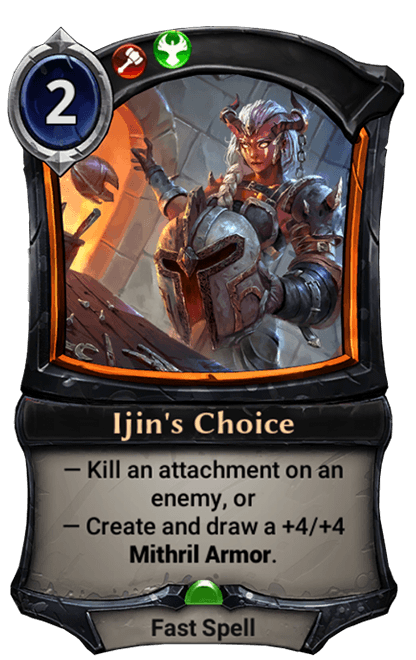 2
Ijin's Choice
— Kill an attachment on an
enemy, or
— Create and draw a +4/+4
Mithril Armor.
Fast Spell